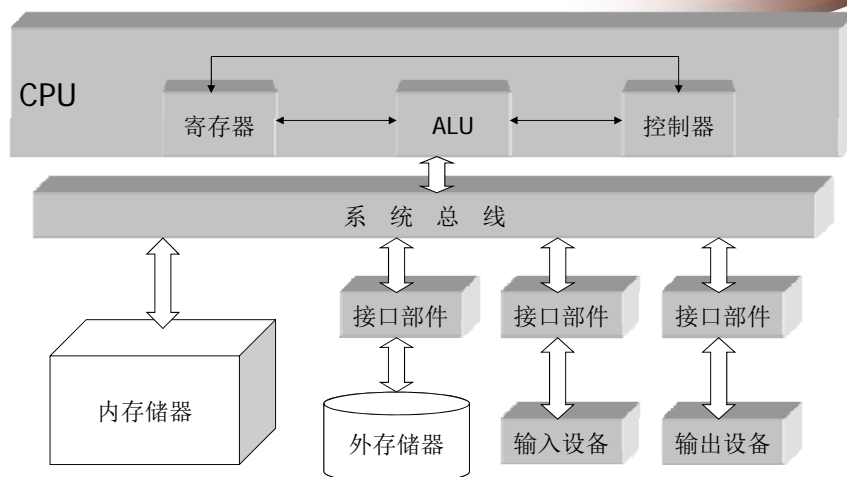 CPU
寄存器 ALU 控制器
系 统 总 线
接口部件 接口部件 接口部件
内存储器
外存储器 输入设备 输出设备